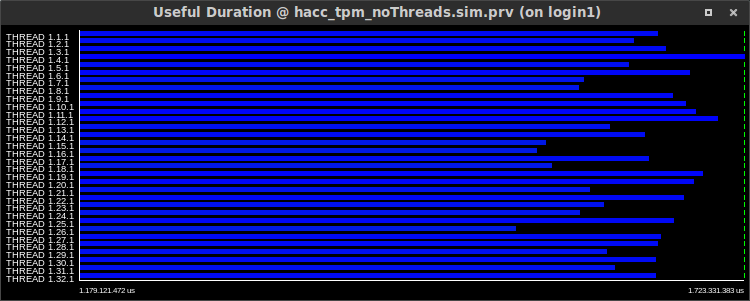 Useful Duration @ hacc_tpm_noThreads.sim.prv (on login1)
THREAD 1.1.1
THREAD 1.2.1
THREAD 1.3.1
THREAD 1.4.1
THREAD 1.5.1
THREAD 1.6.1
THREAD 1.7.1
THREAD 1.8.1
THREAD 1.9.1
THREAD 1.10.1
THREAD 1.11.1
THREAD 1.12.1
THREAD 1.13.1
THREAD 1.14.1
THREAD 1.15.1
THREAD 1.16.1
THREAD 1.17.1
THREAD 1.18.1
THREAD 1.19.1
THREAD 1.20.1
THREAD 1.21.1
THREAD 1.22.1
THREAD 1.23.1
THREAD 1.24.1
THREAD 1.25.1
THREAD 1.26.1
THREAD 1.27.1
THREAD 1.28.1
THREAD 1.29.1
THREAD 1.30.1
THREAD 1.31.1
THREAD 1.32.1
1.179.121.472 us 1.723.331.383 us